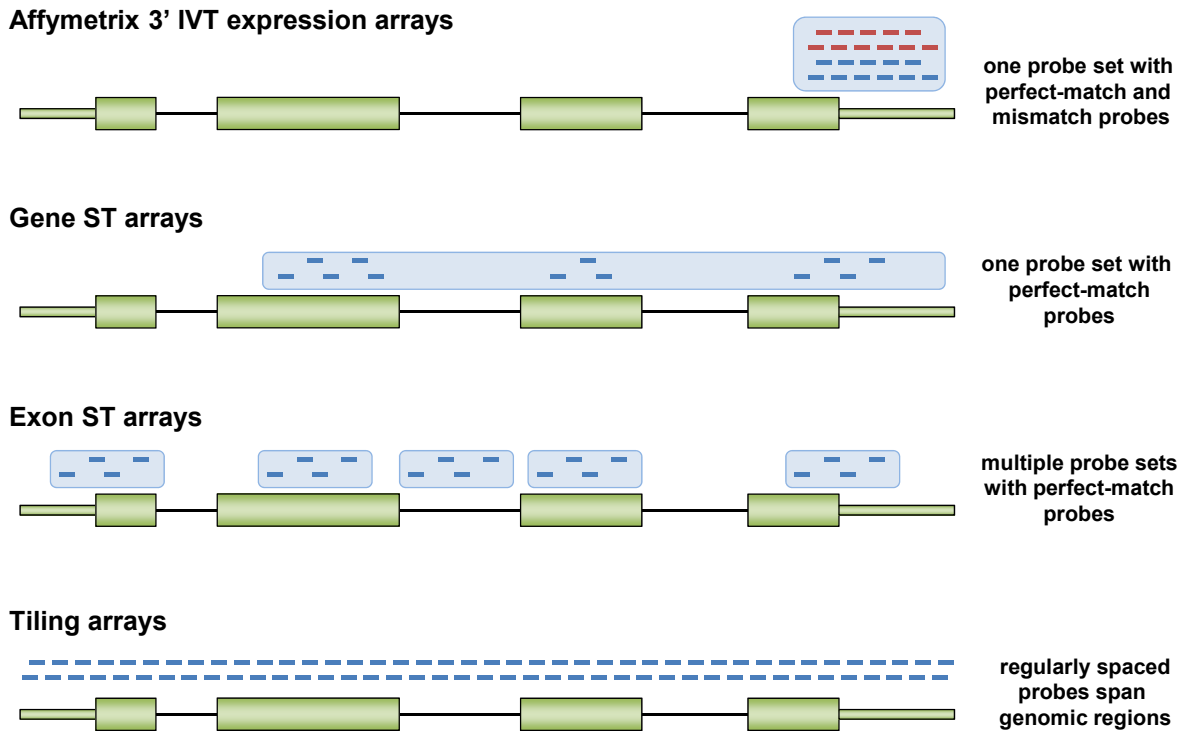 Affymetrix 3’ IVT expression arrays
one probe set with
perfect-match and
mismatch probes
Gene ST arrays
one probe set with
perfect-match
probes
Exon ST arrays
multiple probe sets
with perfect-match
probes
Tiling arrays
regularly spaced
probes span
genomic regions